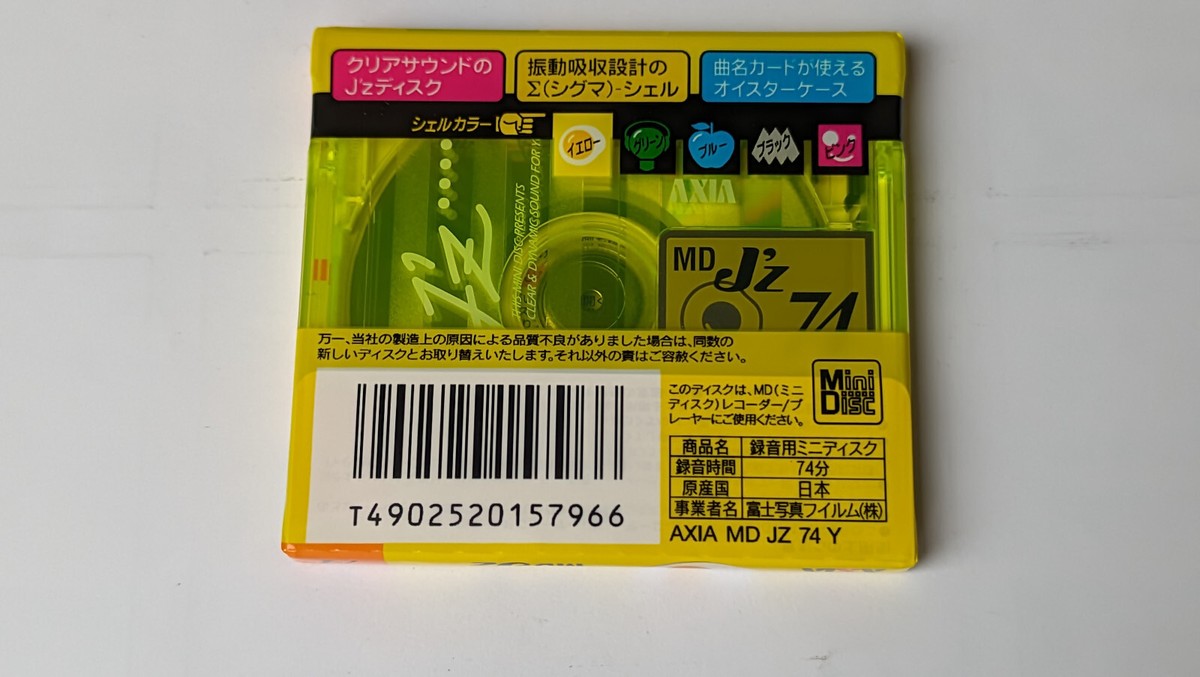 クリアサウンドの
J'zディスク
振動吸収設計の
Σ(シグマ)-シェル
曲名カードが使える
オイスターケース
シェルカラー
イエロー
グリーン
ブルー
ブラック
ピンク
AXIA
J'z
THIS MINI DISC PRESENTS
CLEAR & DYNAMIC SOUND FOR Y
MD J'z 74
万一、当社の製造上の原因による品質不良がありました場合は、同数の
新しいディスクとお取り替えいたします。それ以外の責はご容赦ください。
T4902520157966
このディスクは、MD(ミニ
ディスク)レコーダー/プ
レーヤーにご使用ください。
Mini
Disc
商品名 録音用ミニディスク
録音時間 74分
原産国 日本
事業者名 富士写真フイルム(株)
AXIA MD JZ 74 Y